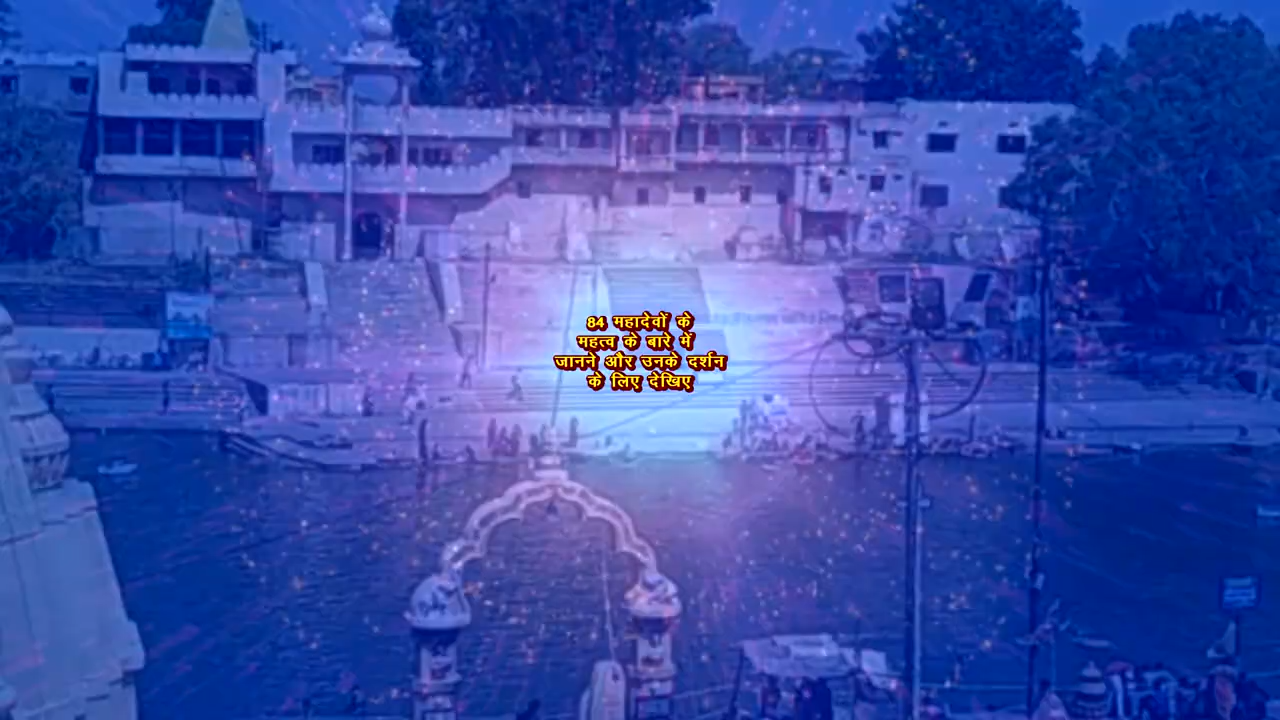 84 महादेवों के
महत्व के बारे में
जानने और उनके दर्शन
के लिए देखिए